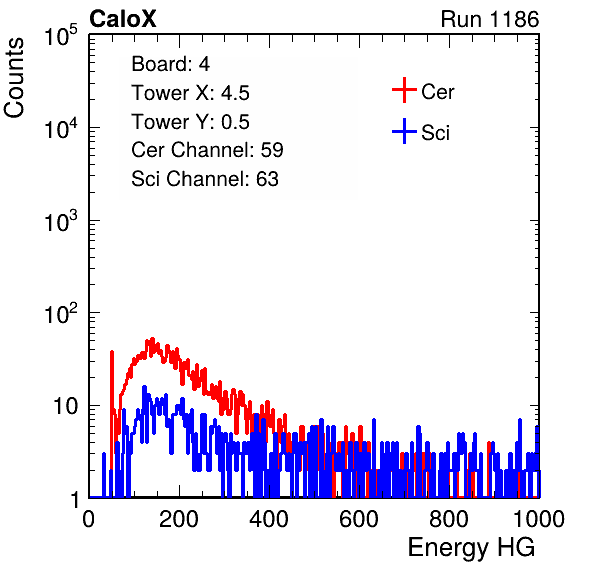 CaloX Run 1186
Board: 4
Tower X: 4.5
Tower Y: 0.5
Cer Channel: 59
Sci Channel: 63
Cer
Sci
Counts
10^5
10^4
10^3
10^2
10
1
0 200 400 600 800 1000
Energy HG